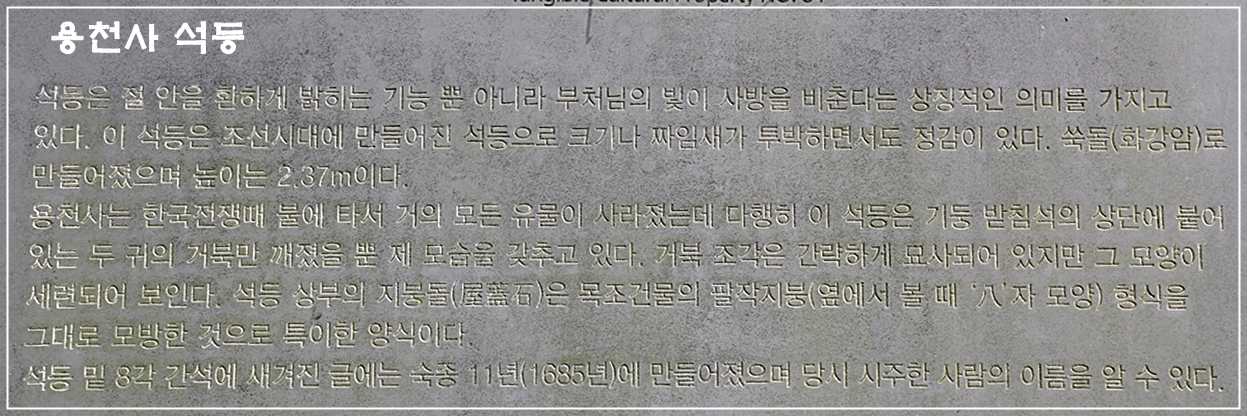 Tangible Cultural Property No. 84
용천사 석등
석등은 절 안을 환하게 밝히는 기능 뿐 아니라 부처님의 빛이 사방을 비춘다는 상징적인 의미를 가지고
있다. 이 석등은 조선시대에 만들어진 석등으로 크기나 짜임새가 투박하면서도 정감이 있다. 쑥돌(화강암)로
만들어졌으며 높이는 2.37m이다.
용천사는 한국전쟁때 불에 타서 거의 모든 유물이 사라졌는데 다행히 이 석등은 기둥 받침석의 상단에 붙어
있는 두 귀의 거북만 깨졌을 뿐 제 모습을 갖추고 있다. 거북 조각은 간략하게 묘사되어 있지만 그 모양이
세련되어 보인다. 석등 상부의 지붕돌(屋蓋石)은 목조건물의 팔작지붕(옆에서 볼 때 '八'자 모양) 형식을
그대로 모방한 것으로 특이한 양식이다.
석등 밑 8각 간석에 새겨진 글에는 숙종 11년(1685년)에 만들어졌으며 당시 시주한 사람의 이름을 알 수 있다.